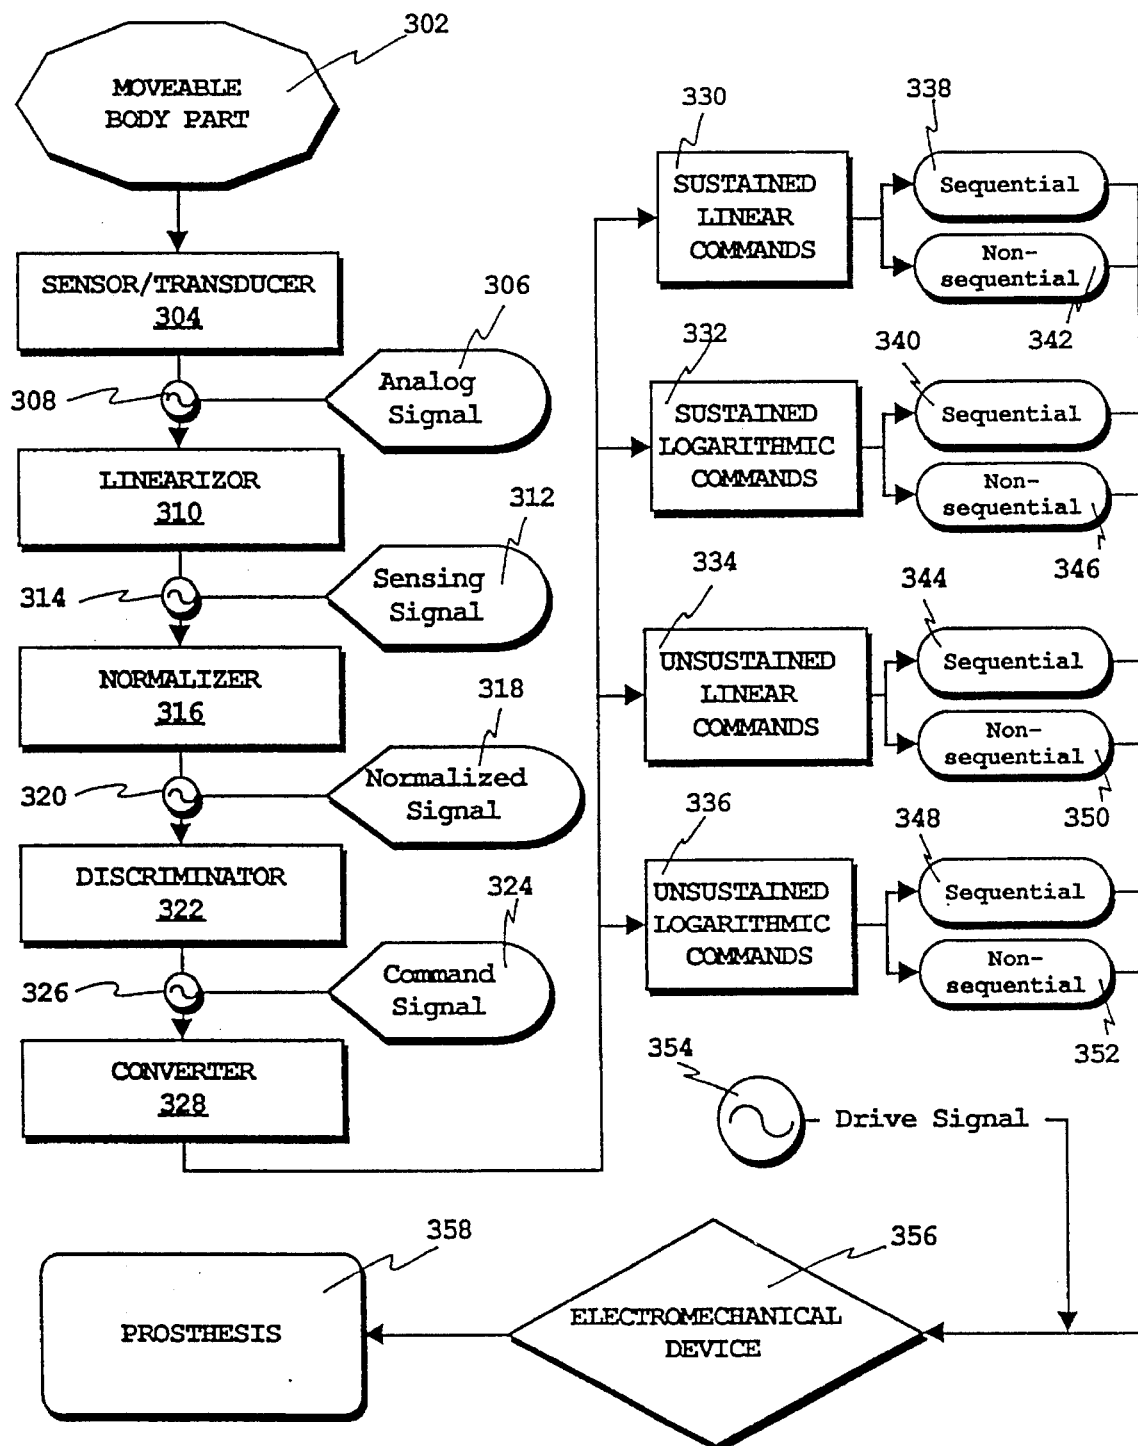 302
MOVEABLE
BODY PART
SENSOR/TRANSDUCER
304
306
308
Analog
Signal
LINEARIZOR
310
312
314
Sensing
Signal
NORMALIZER
316
318
320
Normalized
Signal
DISCRIMINATOR
322
324
326
Command
Signal
CONVERTER
328
330
SUSTAINED
LINEAR
COMMANDS
338
Sequential
Non-
sequential
342
332
SUSTAINED
LOGARITHMIC
COMMANDS
340
Sequential
Non-
sequential
346
334
UNSUSTAINED
LINEAR
COMMANDS
344
Sequential
Non-
sequential
350
336
UNSUSTAINED
LOGARITHMIC
COMMANDS
348
Sequential
Non-
sequential
352
354
Drive Signal
356
ELECTROMECHANICAL
DEVICE
358
PROSTHESIS